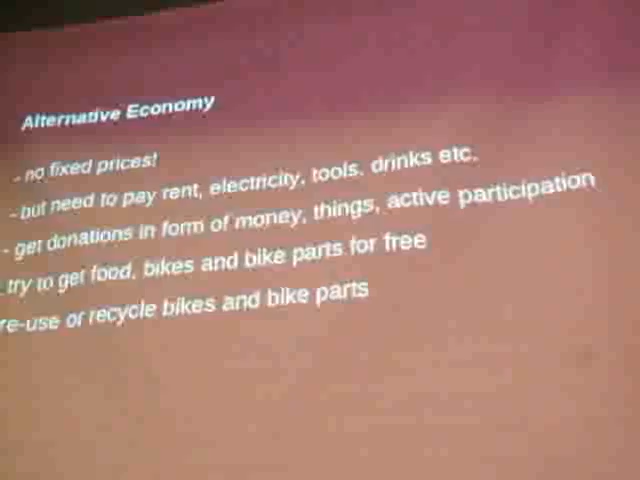 Alternative Economy
- no fixed prices!
- but need to pay rent, electricity, tools, drinks etc.
- get donations in form of money, things, active participation
- try to get food, bikes and bike parts for free
re-use or recycle bikes and bike parts